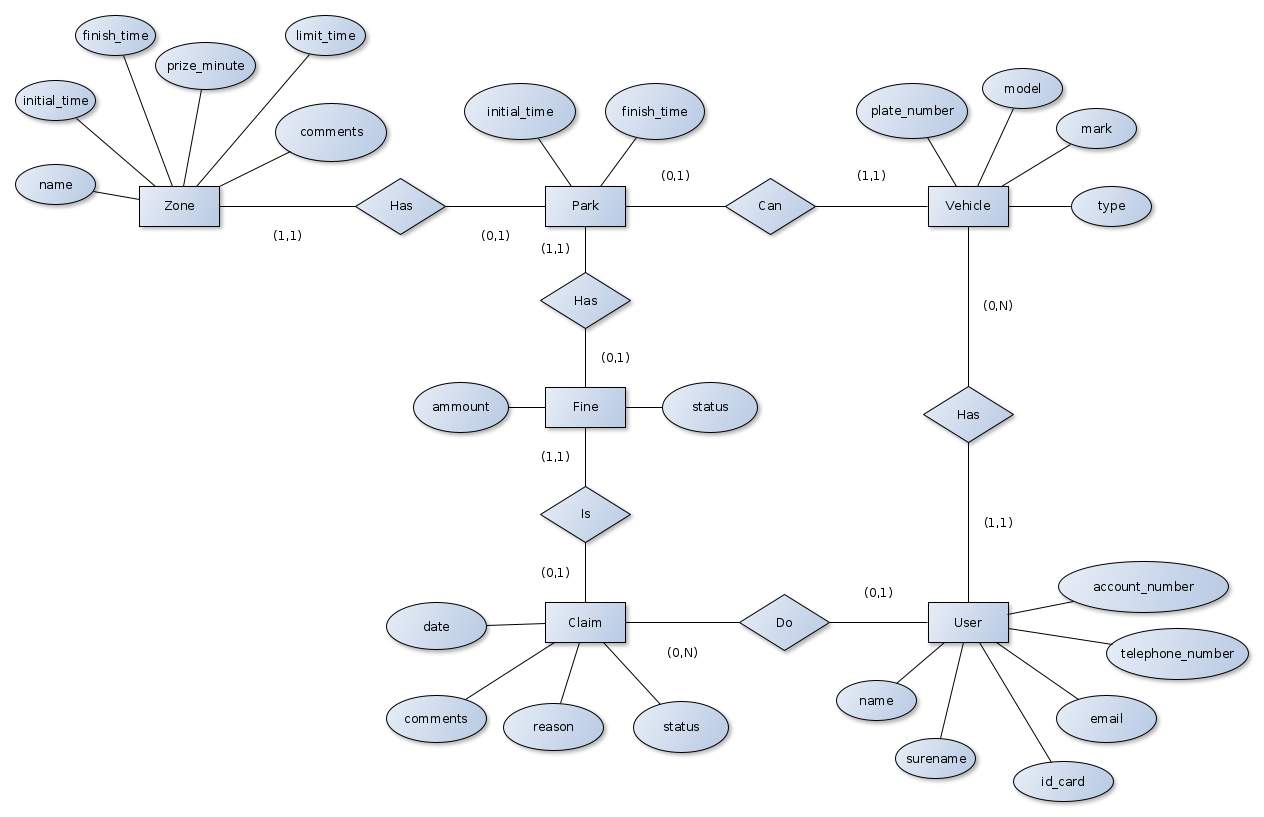 finish_time
limit_time
prize_minute
initial_time
comments
name
Zone
Has
(1,1)
(0,1)
initial_time
finish_time
Park
(0,1)
Can
(1,1)
plate_number
model
mark
type
Vehicle
(1,1)
Has
(0,1)
(0,N)
Has
(1,1)
ammount
Fine
status
(1,1)
Is
(0,1)
Claim
date
comments
reason
status
(0,N)
Do
(0,1)
User
account_number
telephone_number
email
id_card
surename
name